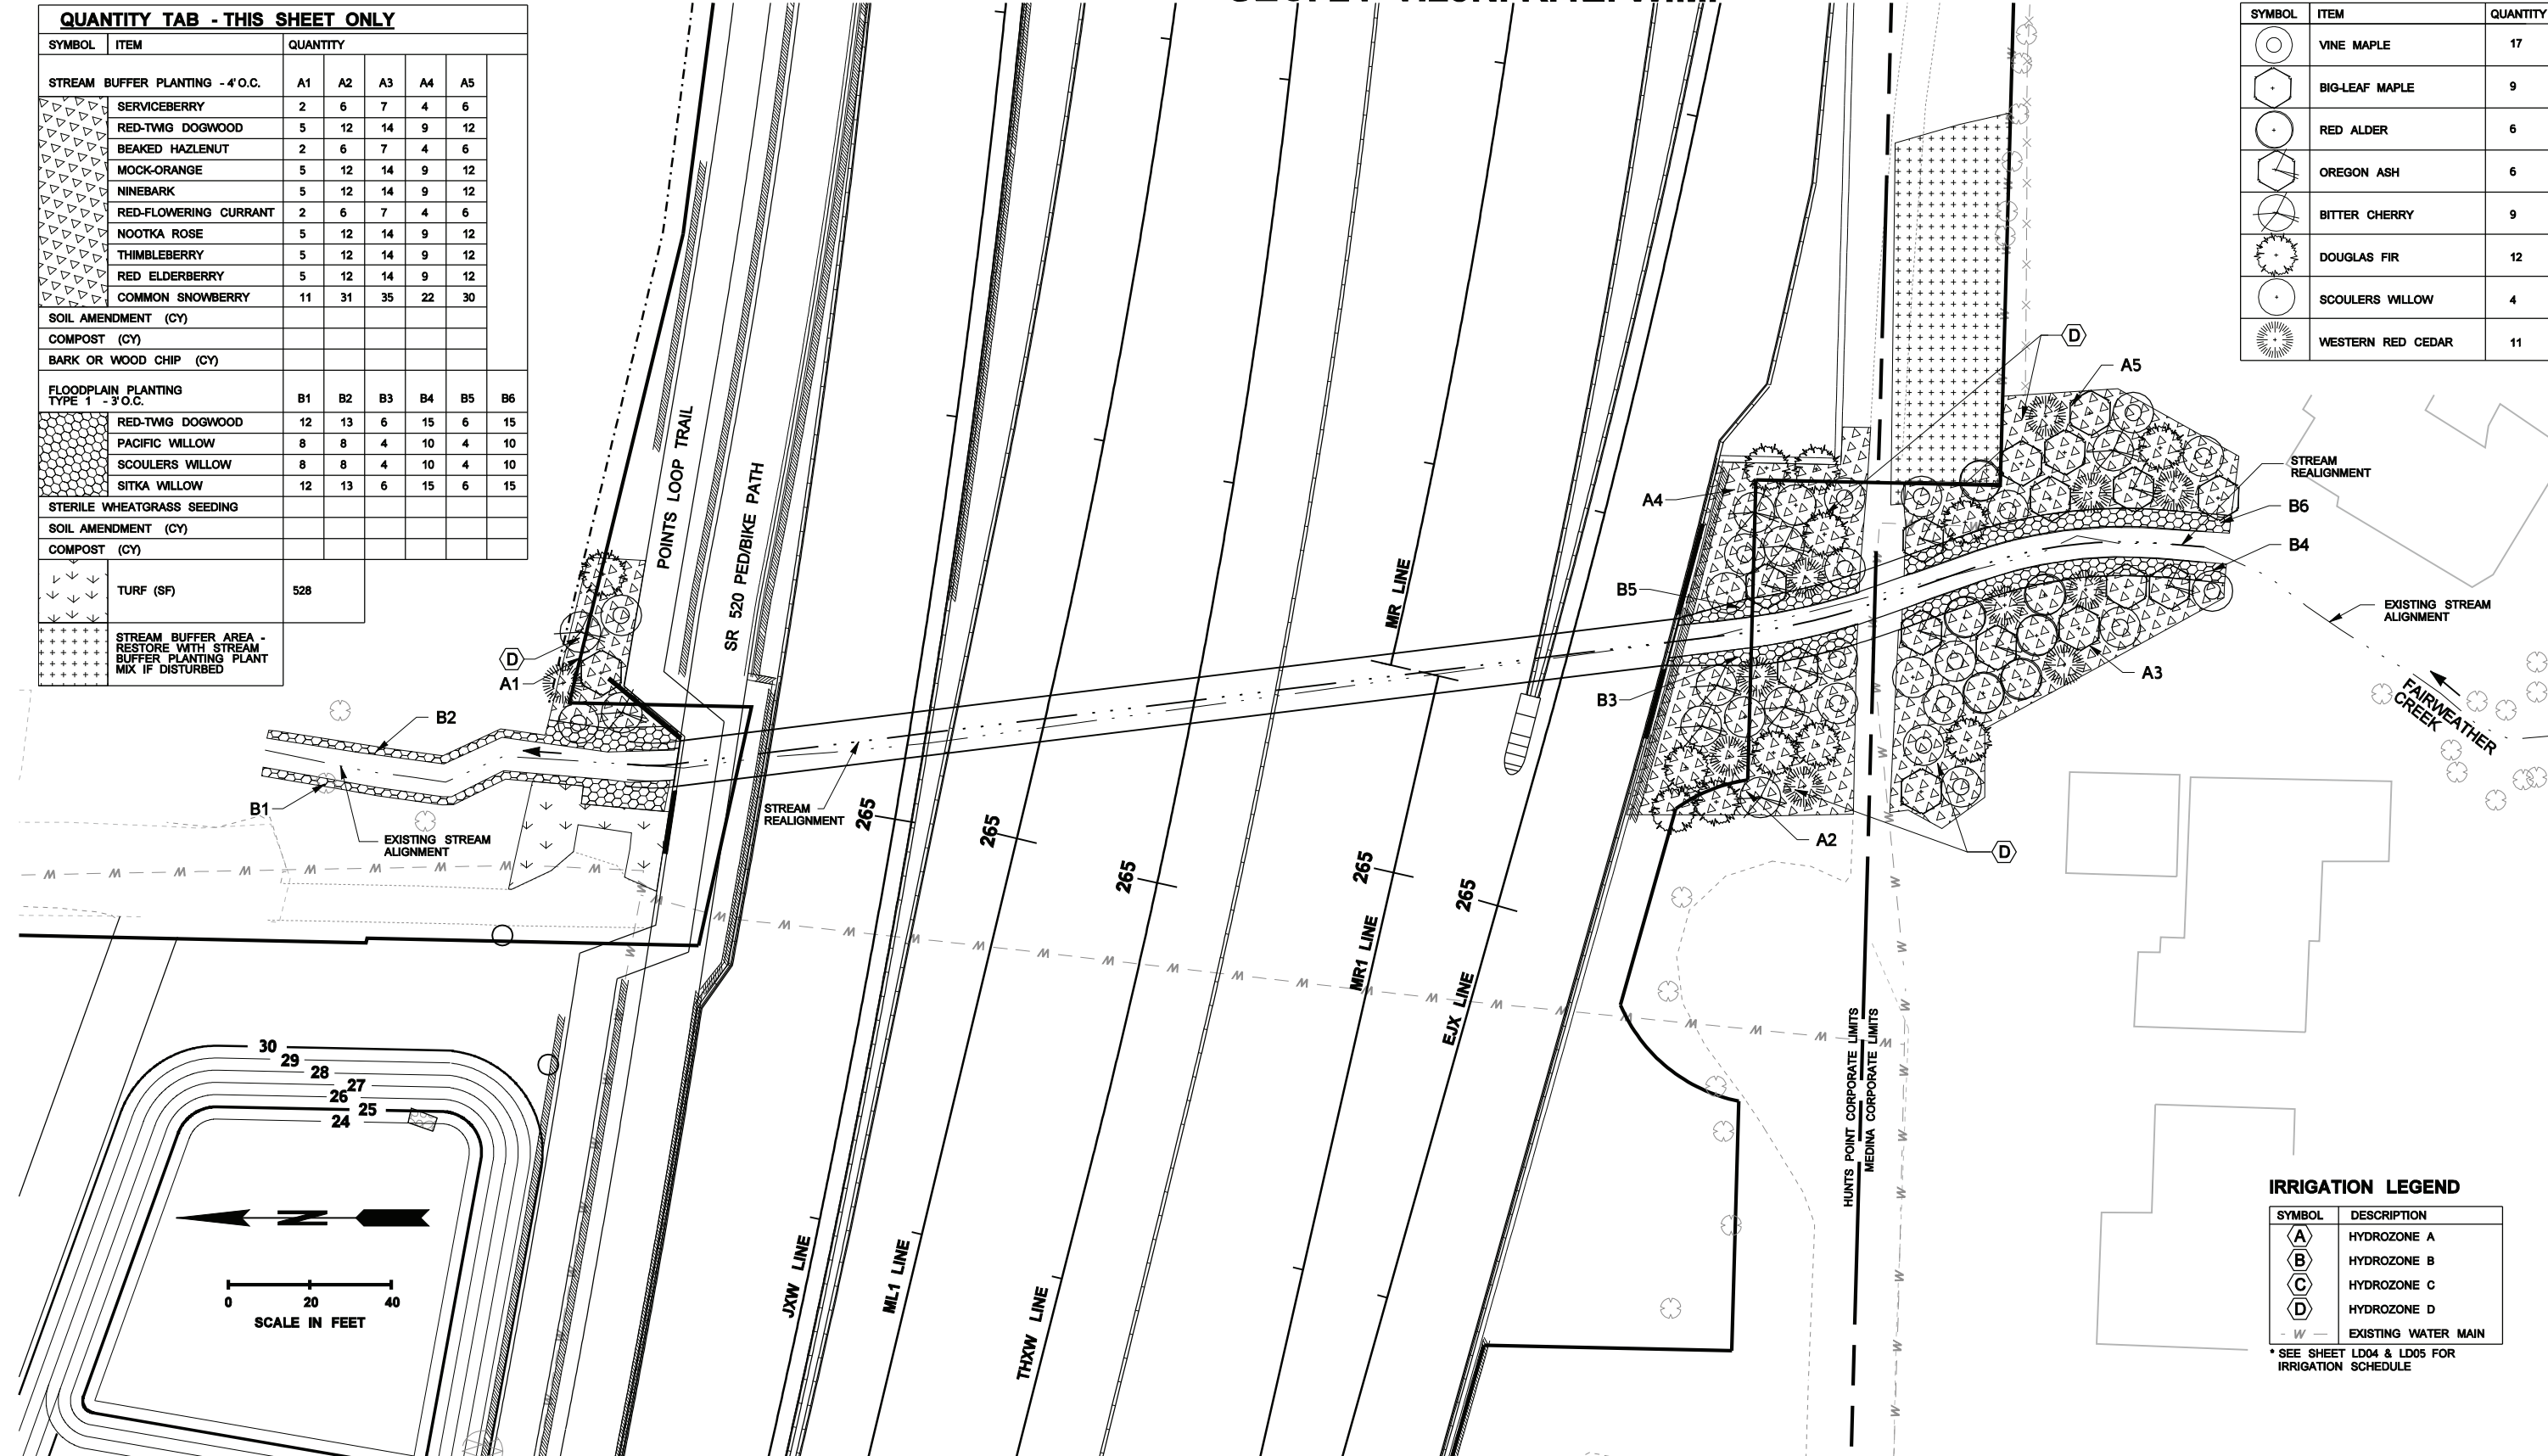 QUANTITY TAB - THIS SHEET ONLY
SYMBOL ITEM QUANTITY
STREAM BUFFER PLANTING - 4' O.C. A1 A2 A3 A4 A5
SERVICEBERRY 2 6 7 4 6
RED-TWIG DOGWOOD 5 12 14 9 12
BEAKED HAZLENUT 2 6 7 4 6
MOCK-ORANGE 5 12 14 9 12
NINEBARK 5 12 14 9 12
RED-FLOWERING CURRANT 2 6 7 4 6
NOOTKA ROSE 5 12 14 9 12
THIMBLEBERRY 5 12 14 9 12
RED ELDERBERRY 5 12 14 9 12
COMMON SNOWBERRY 11 31 35 22 30
SOIL AMENDMENT (CY)
COMPOST (CY)
BARK OR WOOD CHIP (CY)
FLOODPLAIN PLANTING
TYPE 1 - 3' O.C. B1 B2 B3 B4 B5 B6
RED-TWIG DOGWOOD 12 13 6 15 6 15
PACIFIC WILLOW 8 8 4 10 4 10
SCOULERS WILLOW 8 8 4 10 4 10
SITKA WILLOW 12 13 6 15 6 15
STERILE WHEATGRASS SEEDING
SOIL AMENDMENT (CY)
COMPOST (CY)
TURF (SF) 528
STREAM BUFFER AREA -
RESTORE WITH STREAM
BUFFER PLANTING PLANT
MIX IF DISTURBED
SYMBOL ITEM QUANTITY
VINE MAPLE 17
BIG-LEAF MAPLE 9
RED ALDER 6
OREGON ASH 6
BITTER CHERRY 9
DOUGLAS FIR 12
SCOULERS WILLOW 4
WESTERN RED CEDAR 11
POINTS LOOP TRAIL
SR 520 PED/BIKE PATH
MR LINE
D
A5
A4
STREAM
REALIGNMENT
B6
B4
B5
EXISTING STREAM
ALIGNMENT
D
A1
A3
B3
FAIRWEATHER
CREEK
B2
B1
EXISTING STREAM
ALIGNMENT
STREAM
REALIGNMENT
265
265
265
265
265
A2
D
W W W W W W W W W W
W W W W W W W W W W W W W W W W W W W
MR1 LINE
EJX LINE
HUNTS POINT CORPORATE LIMITS
MEDINA CORPORATE LIMITS
30
29
28
27
26
25
24
N
0 20 40
SCALE IN FEET
JXW LINE
ML1 LINE
THXW LINE
IRRIGATION LEGEND
SYMBOL DESCRIPTION
A HYDROZONE A
B HYDROZONE B
C HYDROZONE C
D HYDROZONE D
W EXISTING WATER MAIN
* SEE SHEET LD04 & LD05 FOR
IRRIGATION SCHEDULE